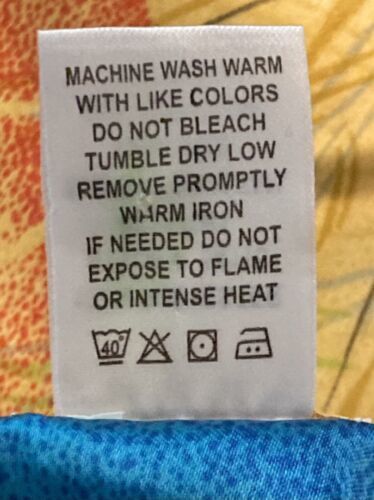 MACHINE WASH WARM
WITH LIKE COLORS
DO NOT BLEACH
TUMBLE DRY LOW
REMOVE PROMPTLY
WARM IRON
IF NEEDED DO NOT
EXPOSE TO FLAME
OR INTENSE HEAT
40°